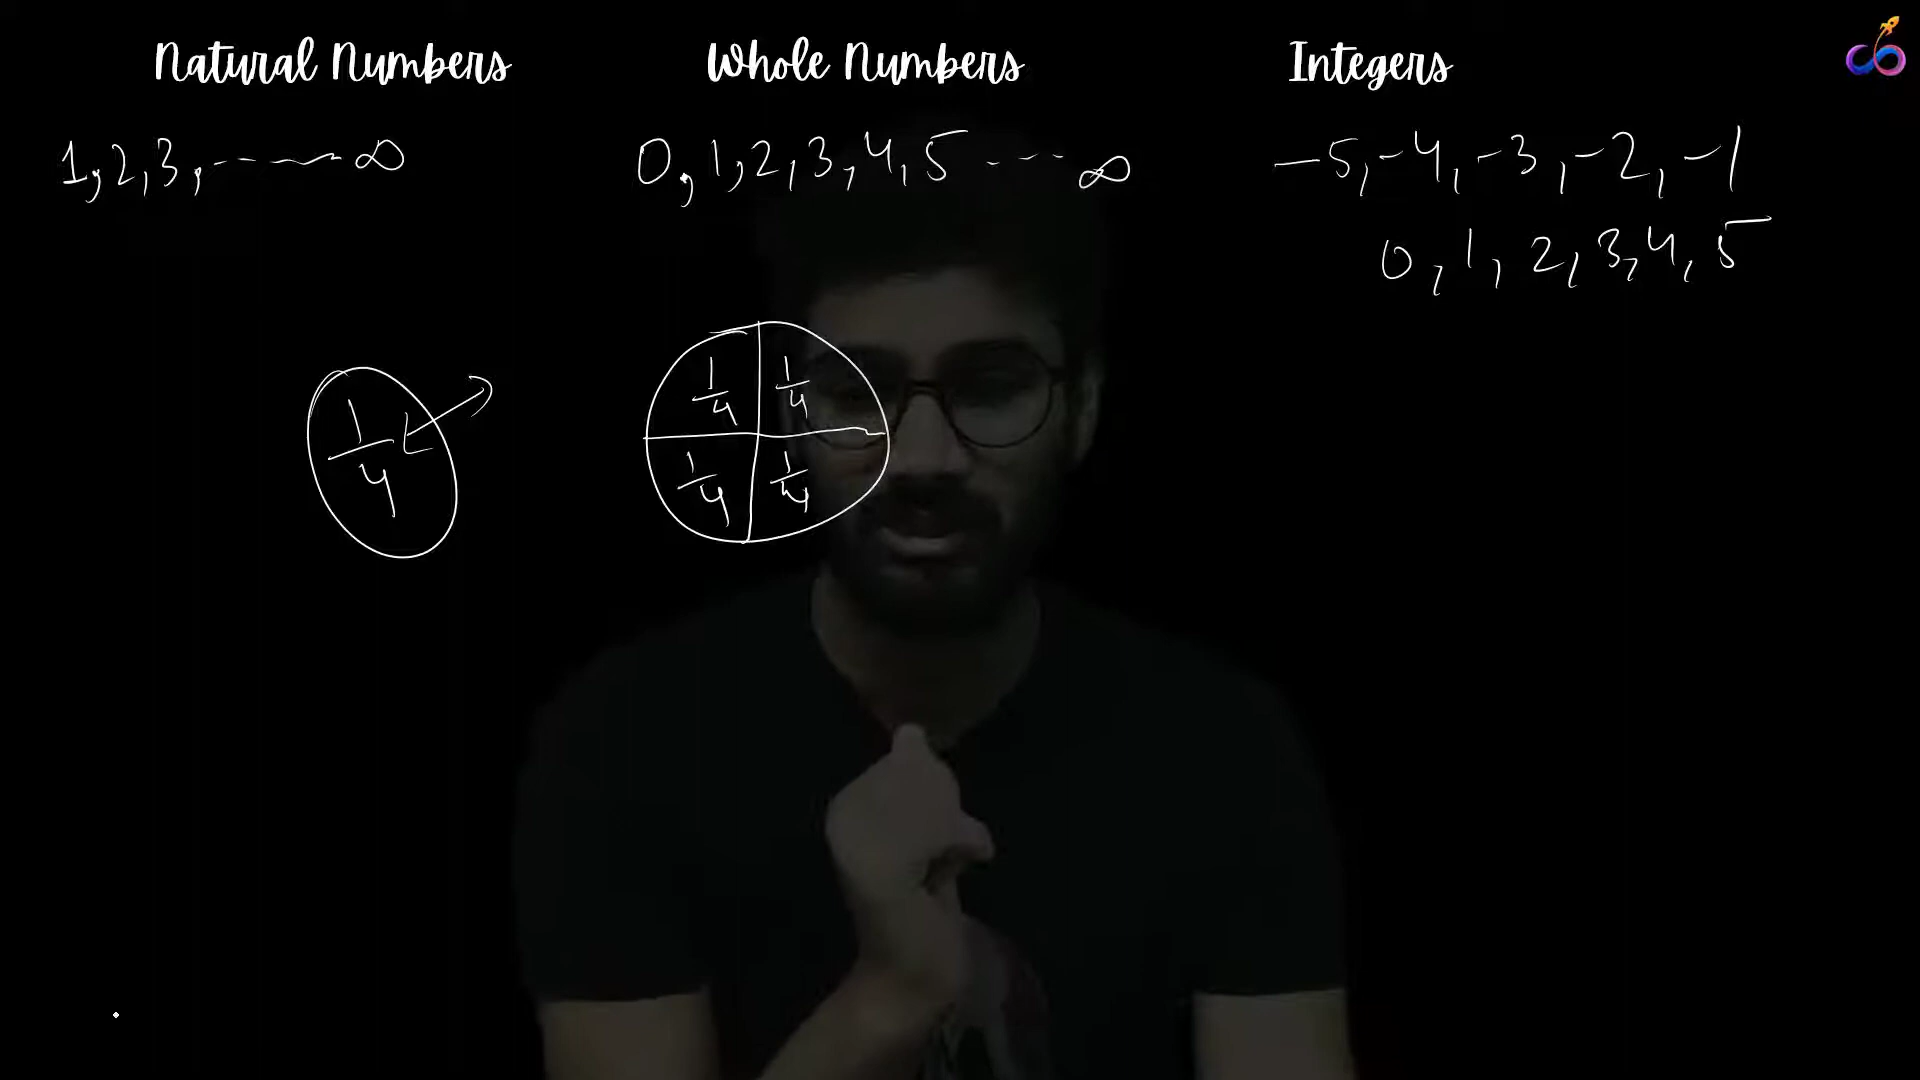 Natural Numbers
Whole Numbers
Integers
1, 2, 3, ------- ∞
0, 1, 2, 3, 4, 5 ---- ∞
-5, -4, -3, -2, -1
0, 1, 2, 3, 4, 5
1/4
1/4 1/4
1/4 1/4